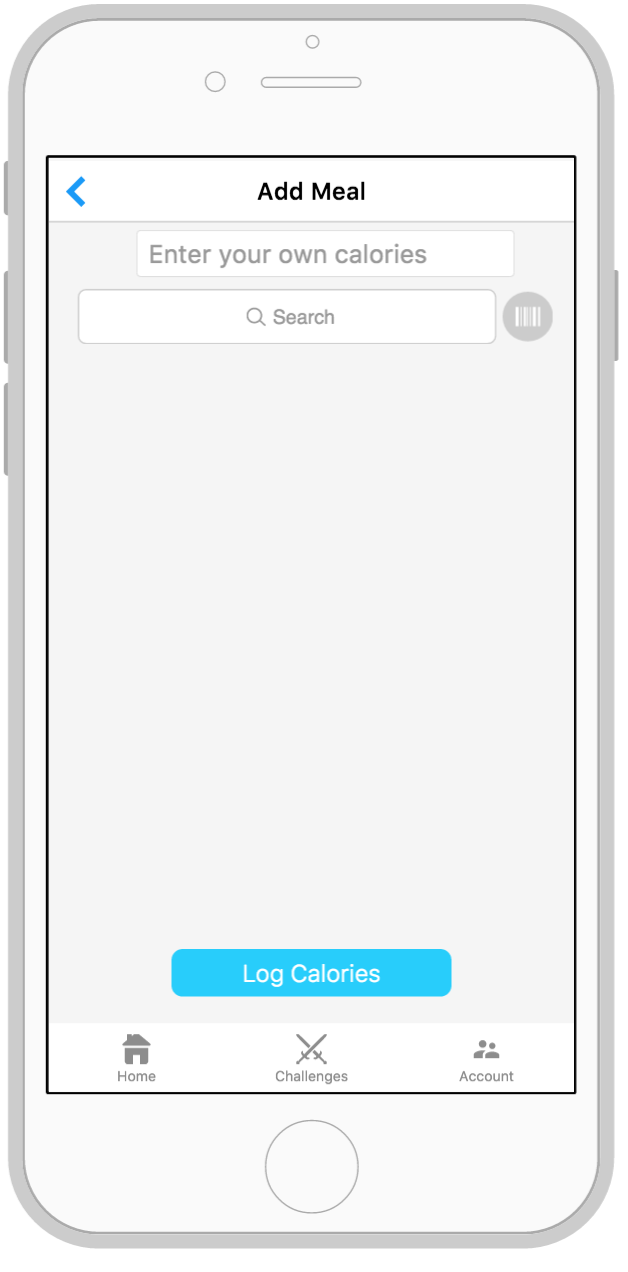 Add Meal
Enter your own calories
Search
Log Calories
Home
Challenges
Account